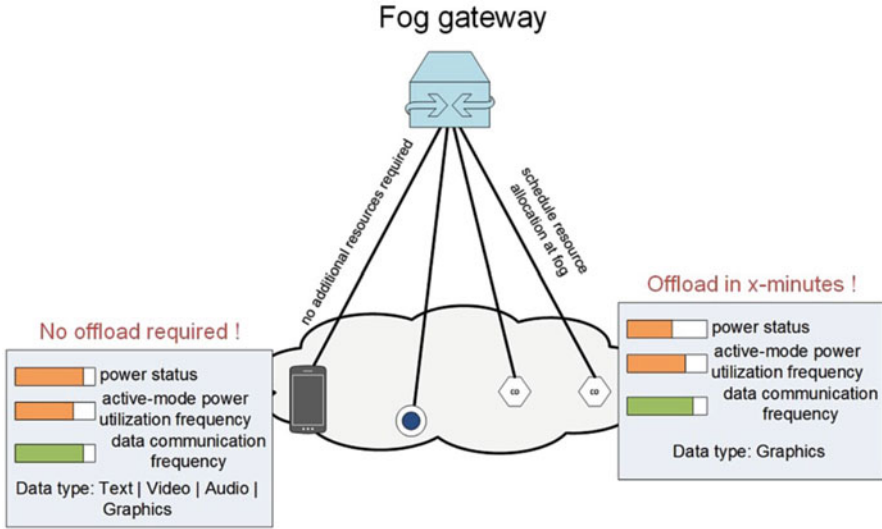 Fog gateway
no additional resources required
schedule resource
allocation at fog
No offload required !
power status
active-mode power
utilization frequency
data communication
frequency
Data type: Text | Video | Audio |
Graphics
Offload in x-minutes !
power status
active-mode power
utilization frequency
data communication
frequency
Data type: Graphics
CO
CO